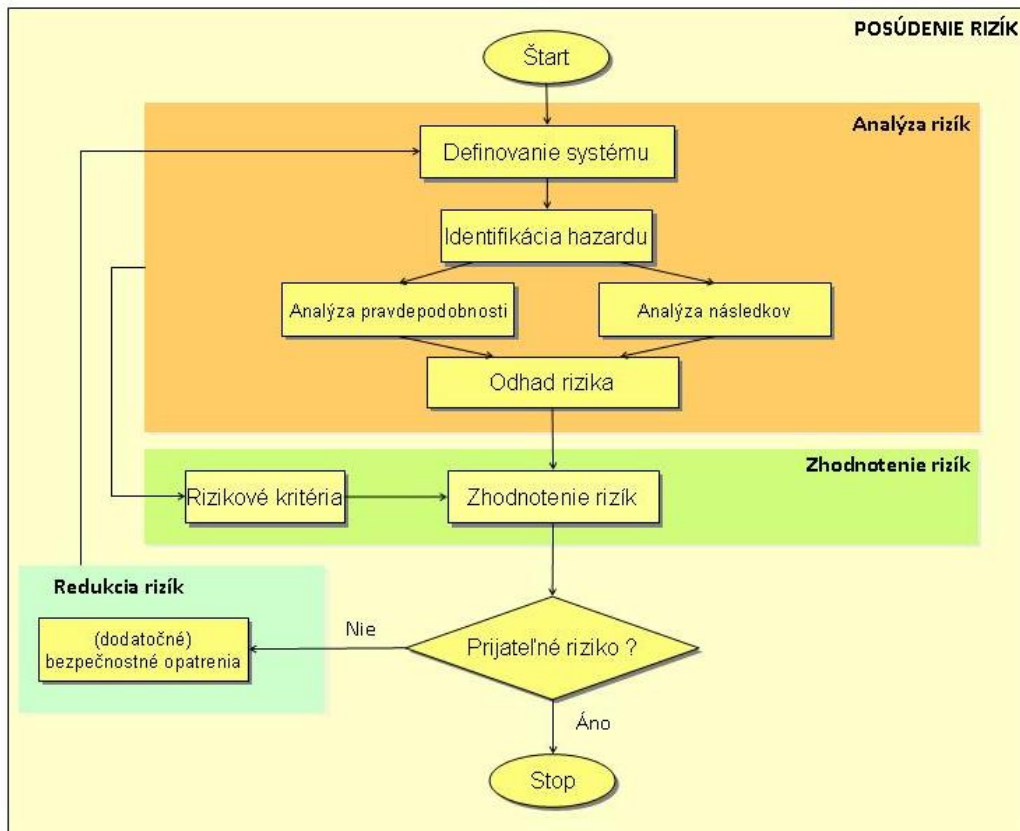 POSÚDENIE RIZÍK
Štart
Analýza rizík
Definovanie systému
Identifikácia hazardu
Analýza pravdepodobnosti
Analýza následkov
Odhad rizika
Zhodnotenie rizík
Rizikové kritéria
Zhodnotenie rizík
Redukcia rizík
(dodatočné)
bezpečnostné opatrenia
Nie
Prijateľné riziko ?
Áno
Stop